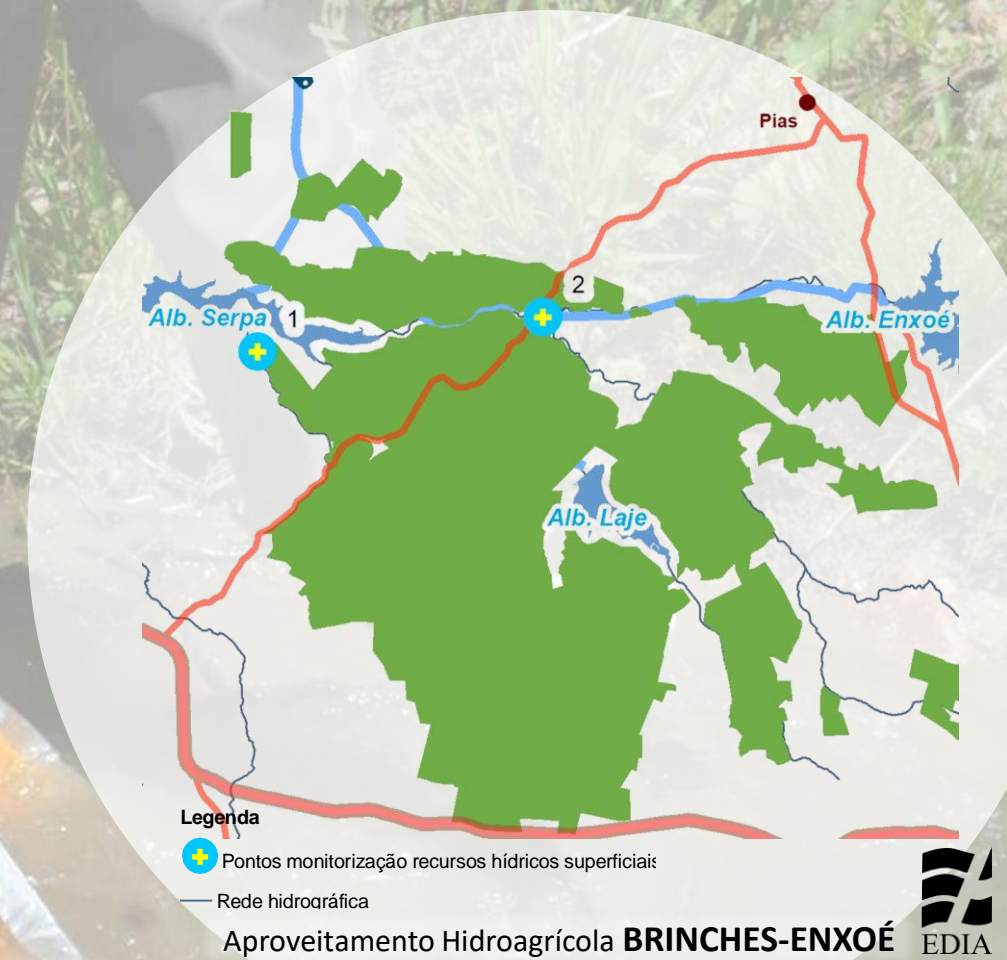 Pias
2
Alb. Serpa
1
Alb. Enxoé
Alb. Laje
Legenda
Pontos monitorização recursos hídricos superficiais
Rede hidrográfica
Aproveitamento Hidroagrícola BRINCHES-ENXOÉ
EDIA